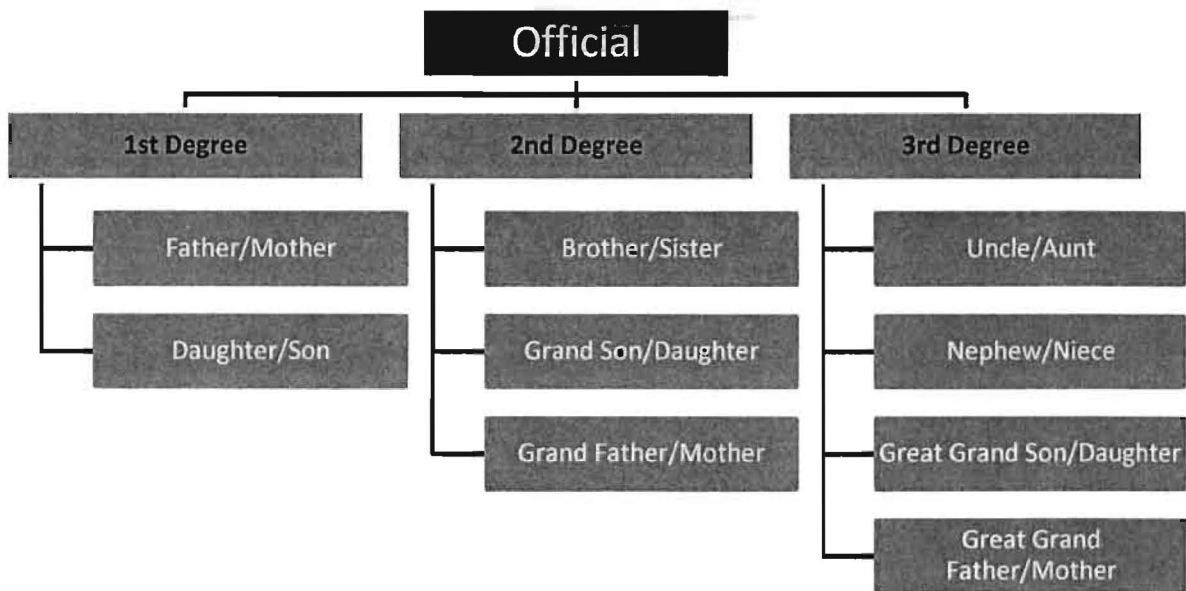 Official
1st Degree
Father/Mother
Daughter/Son
2nd Degree
Brother/Sister
Grand Son/Daughter
Grand Father/Mother
3rd Degree
Uncle/Aunt
Nephew/Niece
Great Grand Son/Daughter
Great Grand
Father/Mother